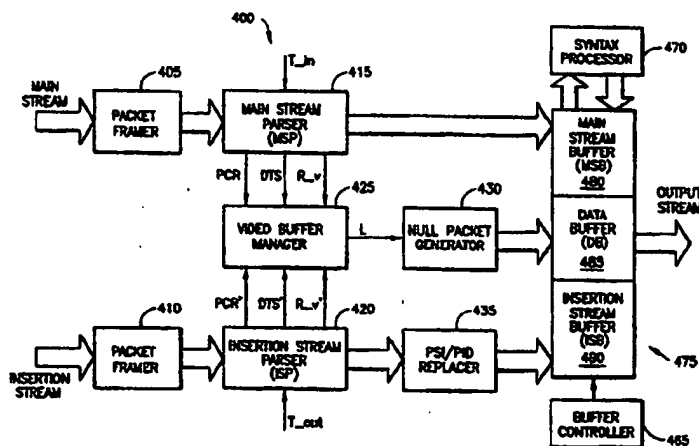 400
T_in
SYNTAX
PROCESSOR
470
405
415
MAIN
STREAM
PACKET
FRAMER
MAIN STREAM
PARSER
(MSP)
MAIN
STREAM
BUFFER
(MSB)
480
PCR
DTS
R_v
425
430
VIDEO BUFFER
MANAGER
L
NULL PACKET
GENERATOR
DATA
BUFFER
(DB)
483
OUTPUT
STREAM
PCR'
DTS'
R_v'
410
420
435
INSERTION
STREAM
PACKET
FRAMER
INSERTION STREAM
PARSER
(ISP)
PSI/PID
REPLACER
INSERTION
STREAM
BUFFER
(ISB)
490
475
T_out
BUFFER
CONTROLLER
485